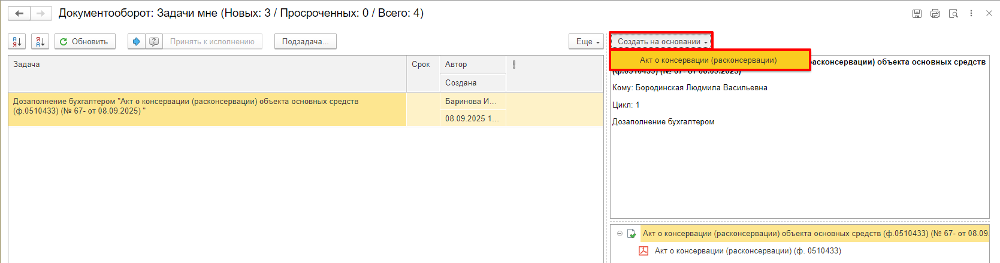 Документооборот: Задачи мне (Новых: 3 / Просроченных: 0 / Всего: 4)
Обновить
Принять к исполнению
Подзадача...
Еще
Создать на основании
Акт о консервации (расконсервации)
Задача
Срок
Автор
Создана
Дозаполнение бухгалтером "Акт о консервации (расконсервации) объекта основных средств
(ф.0510433) (№ 67- от 08.09.2025) "
Баринова И...
08.09.2025 1...
расконсервации) объекта основных средств
(ф.0510433) (№ 67- от 08.09.2025)
Кому: Бородинская Людмила Васильевна
Цикл: 1
Дозаполнение бухгалтером
Акт о консервации (расконсервации) объекта основных средств (ф.0510433) (№ 67- от 08.09.
Акт о консервации (расконсервации) (ф. 0510433)